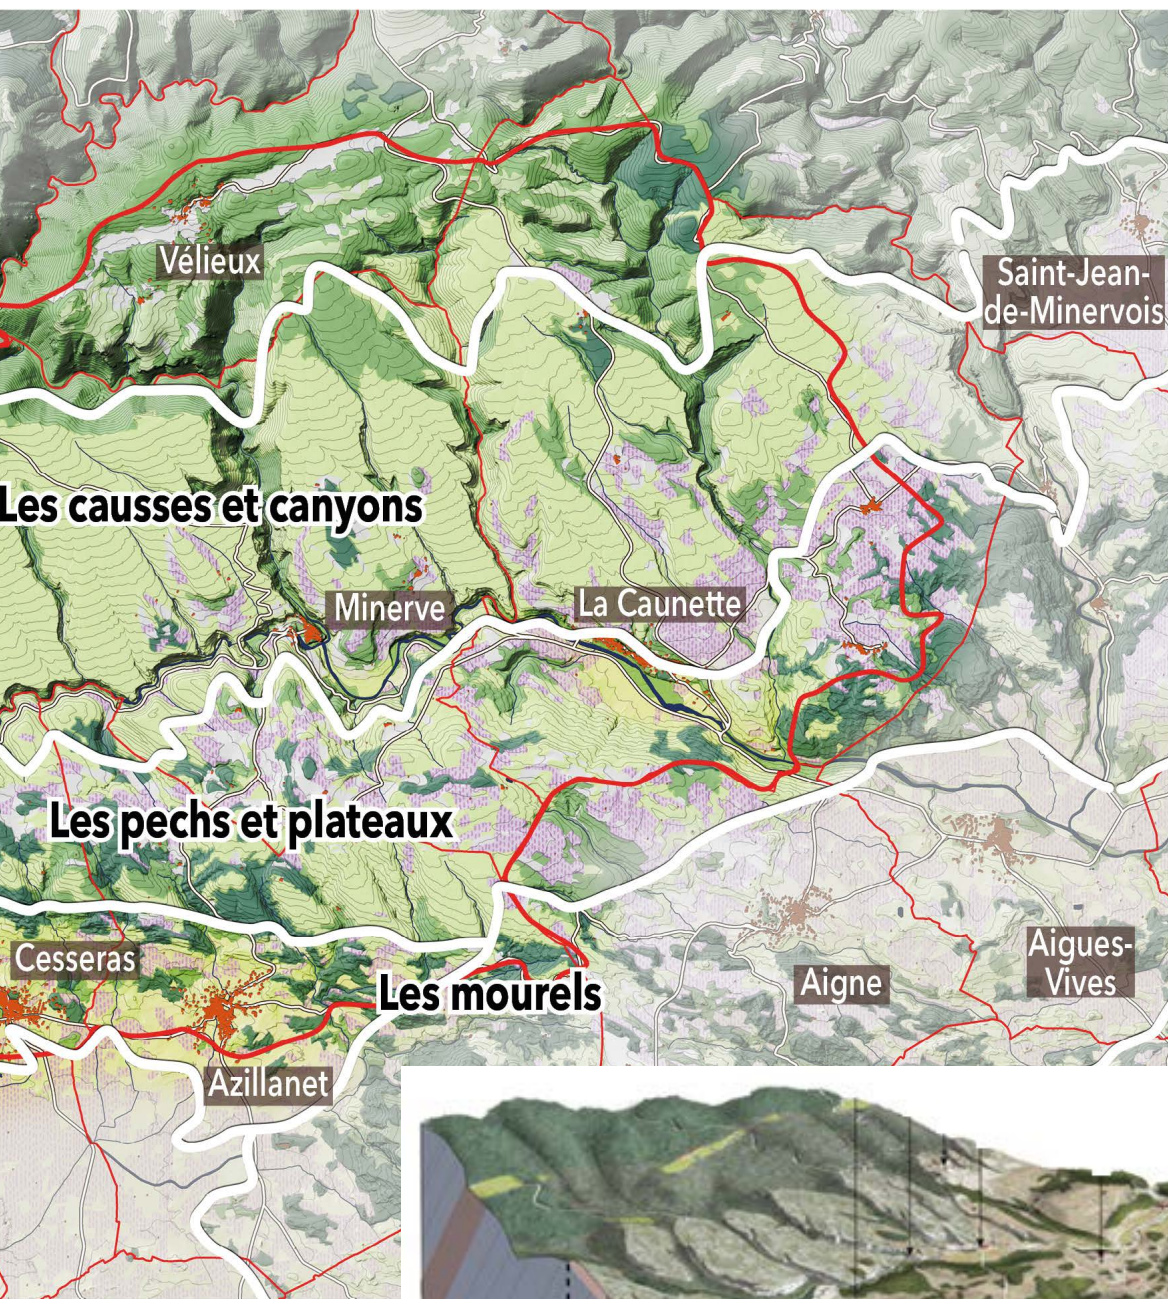 Vélieux
Saint-Jean-
de-Minervois
Les causses et canyons
Minerve
La Caunette
Les pechs et plateaux
Cesseras
Aigues-
Vives
Aigne
Les mourels
Azillanet